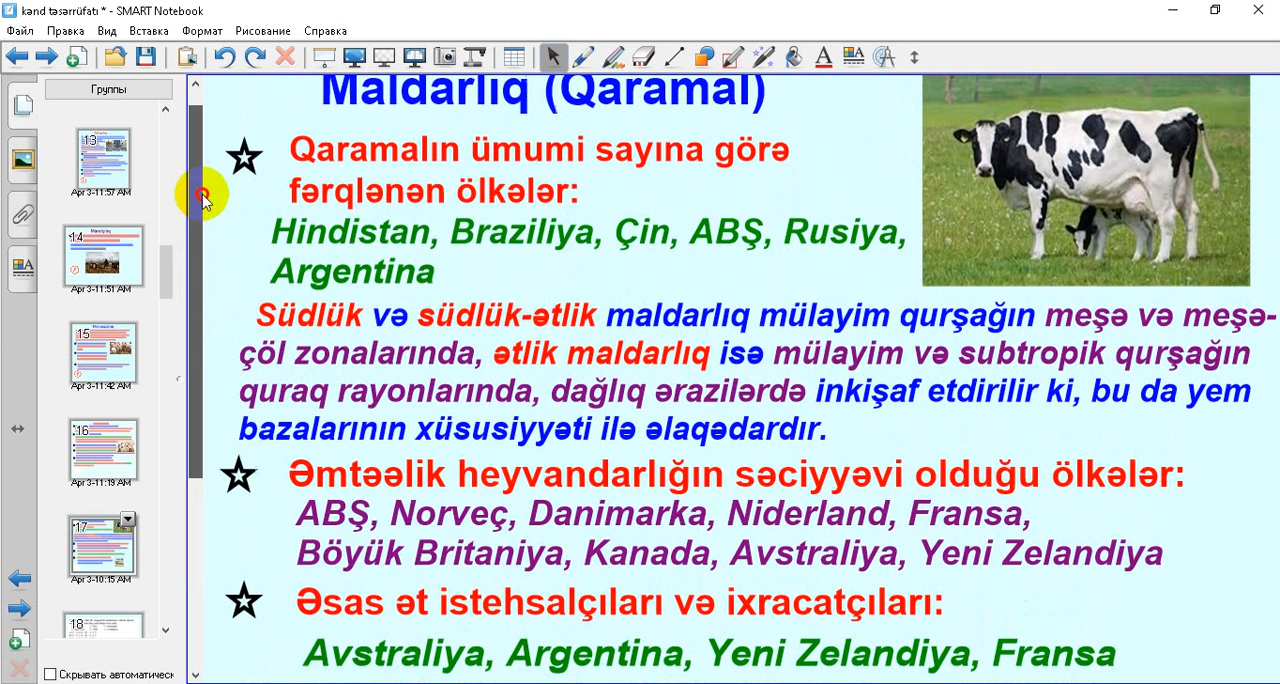 kənd təsərrüfatı * - SMART Notebook
Файл Правка Вид Вставка Формат Рисование Справка
Группы
13
Apr 3-11:57 AM
14
Apr 3-11:51 AM
15
Apr 3-11:42 AM
16
Apr 3-11:19 AM
17
Apr 3-10:15 AM
18
Скрывать автоматическ
Maldarlıq (Qaramal)
Qaramalın ümumi sayına görə
fərqlənən ölkələr:
Hindistan, Braziliya, Çin, ABŞ, Rusiya,
Argentina
Südlük və südlük-ətlik maldarlıq mülayim qurşağın meşə və meşə-
çöl zonalarında, ətlik maldarlıq isə mülayim və subtropik qurşağın
quraq rayonlarında, dağlıq ərazilərdə inkişaf etdirilir ki, bu da yem
bazalarının xüsusiyyəti ilə əlaqədardır.
Əmtəəlik heyvandarlığın səciyyəvi olduğu ölkələr:
ABŞ, Norveç, Danimarka, Niderland, Fransa,
Böyük Britaniya, Kanada, Avstraliya, Yeni Zelandiya
Əsas ət istehsalçıları və ixracatçıları:
Avstraliya, Argentina, Yeni Zelandiya, Fransa